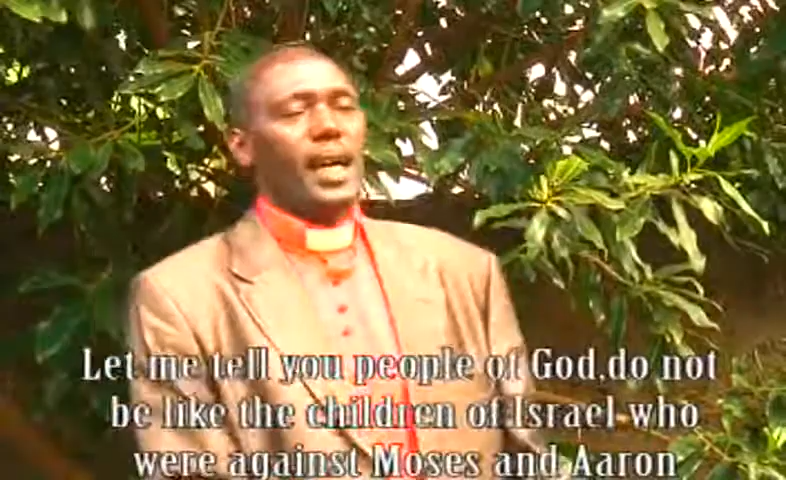 Let me tell you people of God,do not
be like the children of Israel who
were against Moses and Aaron